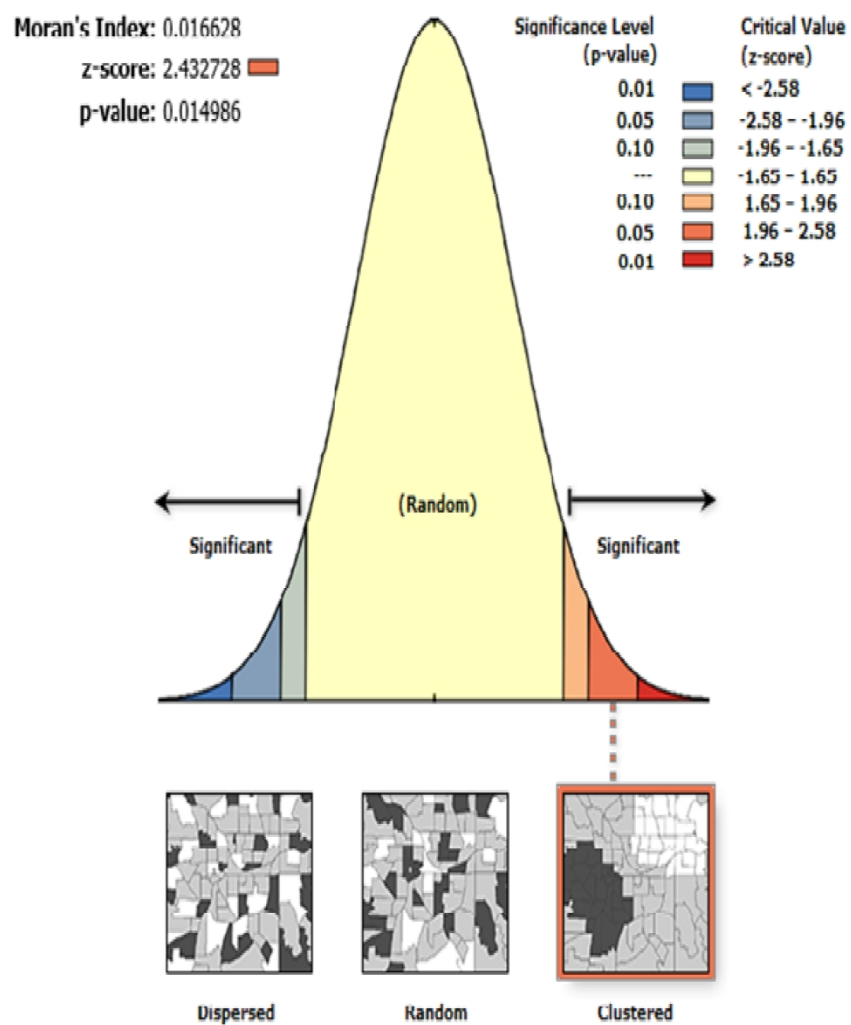 Moran's Index: 0.016628
z-score: 2.432728
p-value: 0.014986
Significance Level
(p-value)
Critical Value
(z-score)
0.01 < -2.58
0.05 -2.58 – -1.96
0.10 -1.96 – -1.65
--- -1.65 – 1.65
0.10 1.65 – 1.96
0.05 1.96 – 2.58
0.01 > 2.58
(Random)
Significant
Significant
Dispersed
Random
Clustered